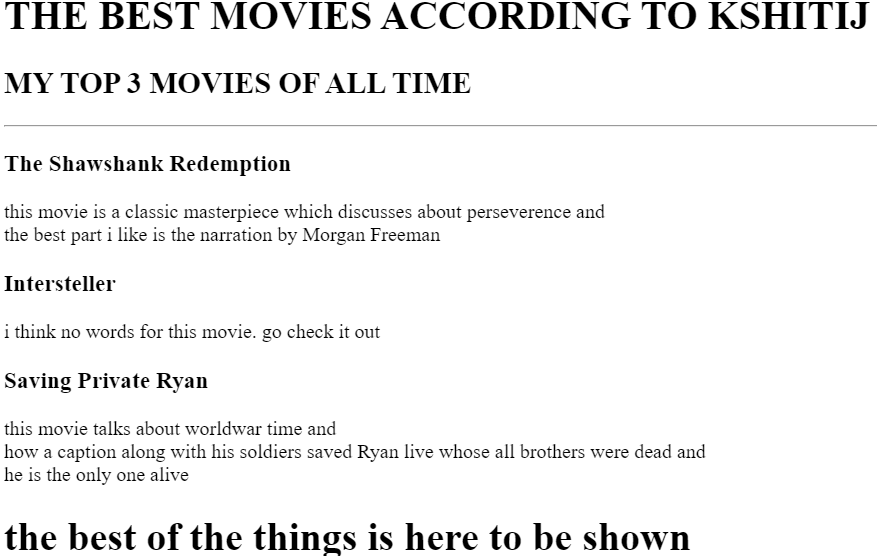 THE BEST MOVIES ACCORDING TO KSHITIJ
MY TOP 3 MOVIES OF ALL TIME
The Shawshank Redemption
this movie is a classic masterpiece which discusses about perseverence and
the best part i like is the narration by Morgan Freeman
Intersteller
i think no words for this movie. go check it out
Saving Private Ryan
this movie talks about worldwar time and
how a caption along with his soldiers saved Ryan live whose all brothers were dead and
he is the only one alive
the best of the things is here to be shown